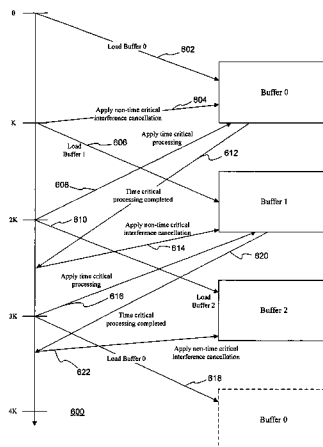 0
Load Buffer 0
602
604
Buffer 0
Apply non-time critical
interference cancellation
K
Load
Buffer 1
606
Apply time critical
processing
612
608
Time critical
processing completed
Buffer 1
2K
610
Apply non-time critical
interference cancellation
614
620
Apply time critical
processing
Load
Buffer 2
616
Buffer 2
Time critical
processing completed
3K
Apply non-time critical
interference cancellation
622
Load Buffer 0
618
4K
600
Buffer 0